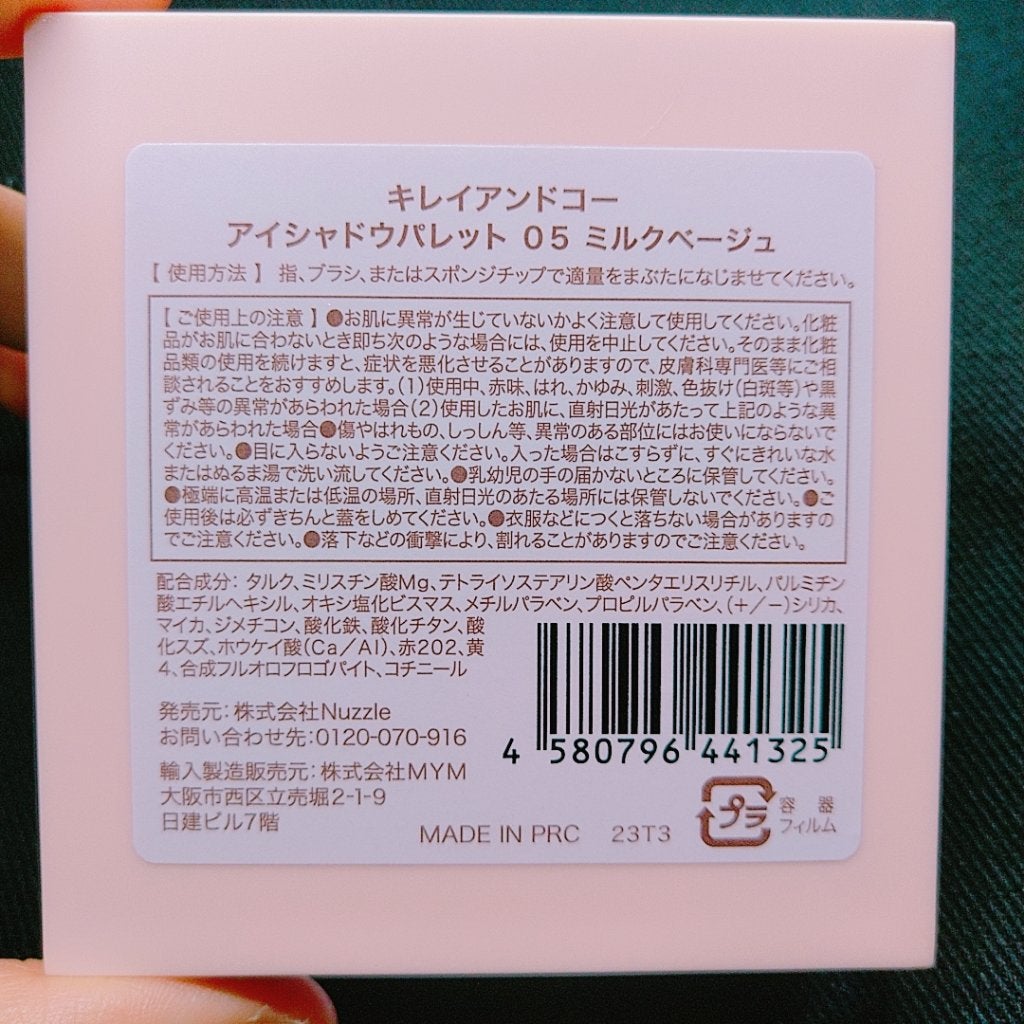 キレイアンドコー
アイシャドウパレット 05 ミルクベージュ
【 使用方法 】 指、ブラシ、またはスポンジチップで適量をまぶたになじませてください。
【 ご使用上の注意 】●お肌に異常が生じていないかよく注意して使用してください。化粧
品がお肌に合わないとき即ち次のような場合には、使用を中止してください。そのまま化粧
品類の使用を続けますと、症状を悪化させることがありますので、皮膚科専門医等にご相
談されることをおすすめします。(1)使用中、赤味、はれ、かゆみ、刺激、色抜け(白斑等)や黒
ずみ等の異常があらわれた場合(2)使用したお肌に、直射日光があたって上記のような異
常があらわれた場合●傷やはれもの、しっしん等、異常のある部位にはお使いにならないで
ください。●目に入らないようご注意ください。入った場合はこすらずに、すぐにきれいな水
またはぬるま湯で洗い流してください。●乳幼児の手の届かないところに保管してください。
●極端に高温または低温の場所、直射日光のあたる場所には保管しないでください。●ご
使用後は必ずきちんと蓋をしめてください。●衣服などにつくと落ちない場合がありますの
でご注意ください。●落下などの衝撃により、割れることがありますのでご注意ください。
配合成分: タルク、ミリスチン酸Mg、テトライソステアリン酸ペンタエリスリチル、パルミチン
酸エチルヘキシル、オキシ塩化ビスマス、メチルパラベン、プロピルパラベン、(+/−)シリカ、
マイカ、ジメチコン、酸化鉄、酸化チタン、酸
化スズ、ホウケイ酸(Ca/Al)、赤202、黄
4、合成フルオロフロゴパイト、コチニール
発売元: 株式会社Nuzzle
お問い合わせ先:0120-070-916
輸入製造販売元: 株式会社MYM
大阪市西区立売堀2-1-9
日建ビル7階
4 580796 441325
プラ
容器
フィルム
MADE IN PRC 23T3